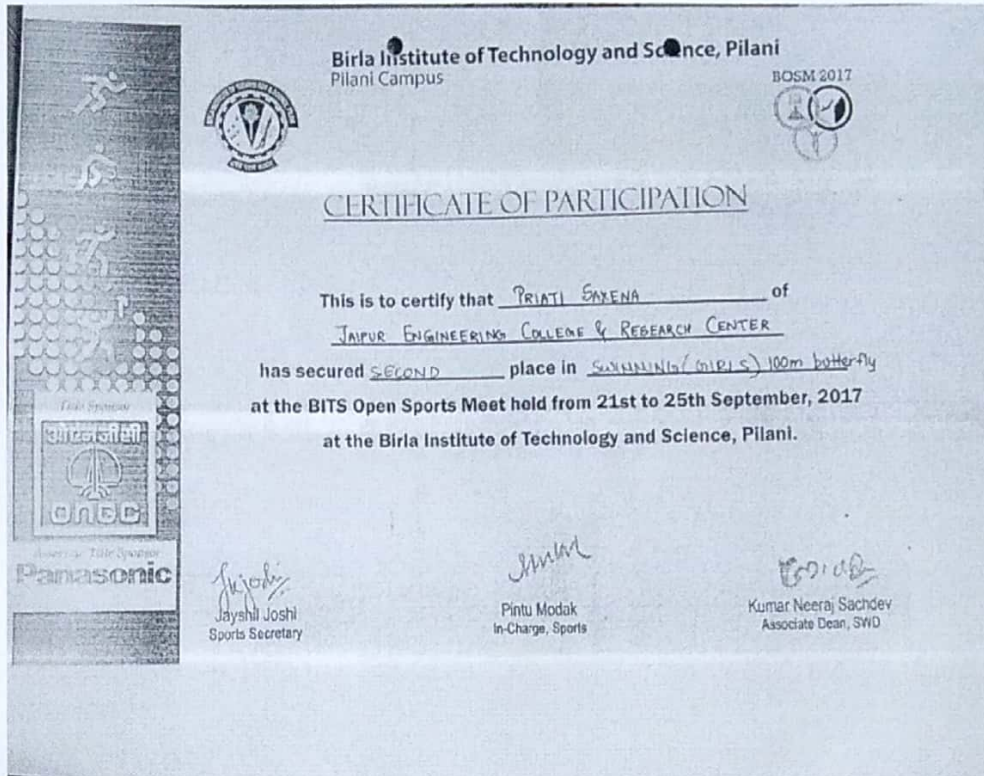 Birla Institute of Technology and Science, Pilani
Pilani Campus
BOSM 2017
CERTIFICATE OF PARTICIPATION
This is to certify that PRIATI SAXENA of
JAIPUR ENGINEERING COLLEGE & RESEARCH CENTER
has secured SECOND place in SWIMMING (GIRLS) 100m butterfly
at the BITS Open Sports Meet held from 21st to 25th September, 2017
at the Birla Institute of Technology and Science, Pilani.
Title Sponsor
ओएनजीसी
ONGC
Title Sponsor
Panasonic
Jayshil Joshi
Sports Secretary
Pintu Modak
In-Charge, Sports
Kumar Neeraj Sachdev
Associate Dean, SWD